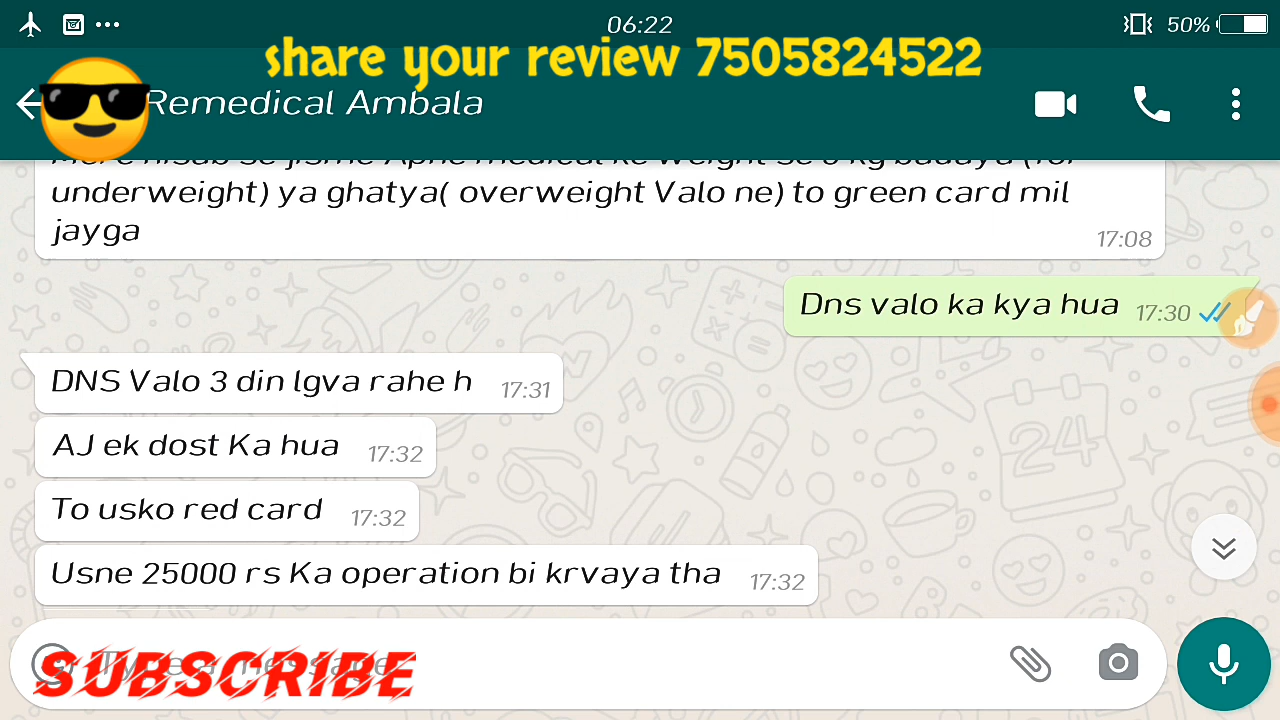 06:22
50%
share your review 7505824522
Remedical Ambala
underweight) ya ghatya( overweight Valo ne) to green card mil
jayga
17:08
Dns valo ka kya hua 17:30
DNS Valo 3 din lgva rahe h 17:31
AJ ek dost Ka hua 17:32
To usko red card 17:32
Usne 25000 rs Ka operation bi krvaya tha 17:32
SUBSCRIBE